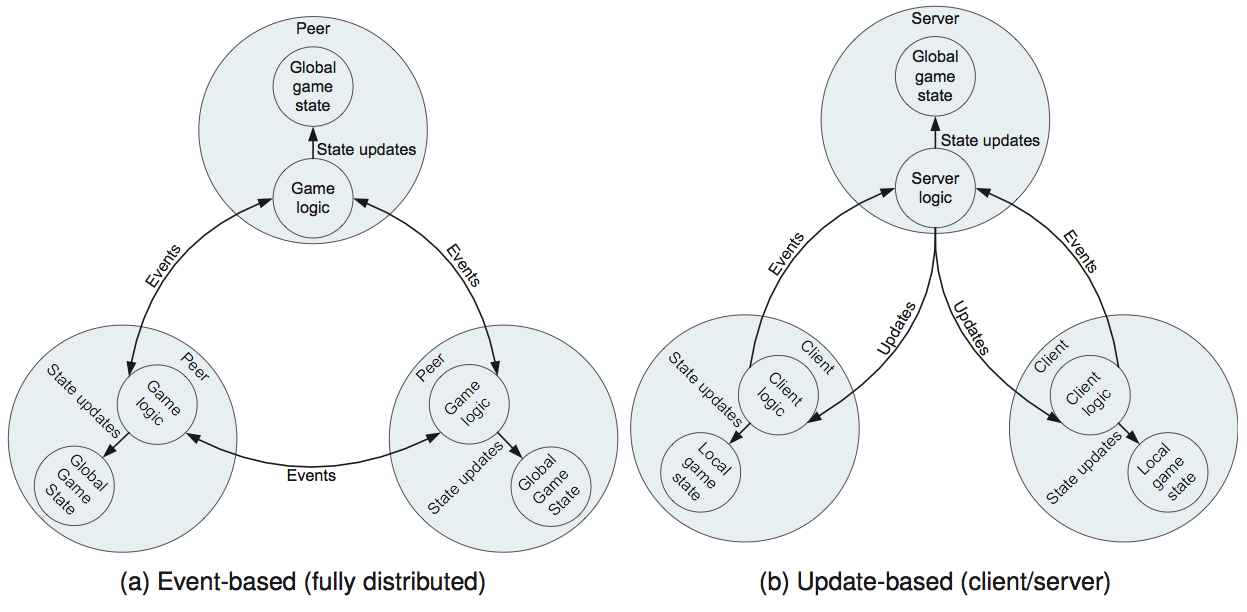 Peer
Global
game
state
State updates
Game
logic
Events
Events
State updates
Peer
Game
logic
Global
Game
State
Events
Peer
Game
logic
State updates
Global
Game
State
(a) Event-based (fully distributed)
Server
Global
game
state
State updates
Server
logic
Events
Updates
Updates
Events
State updates
Client
Client
logic
Local
game
state
Client
Client
logic
State updates
Local
game
state
(b) Update-based (client/server)